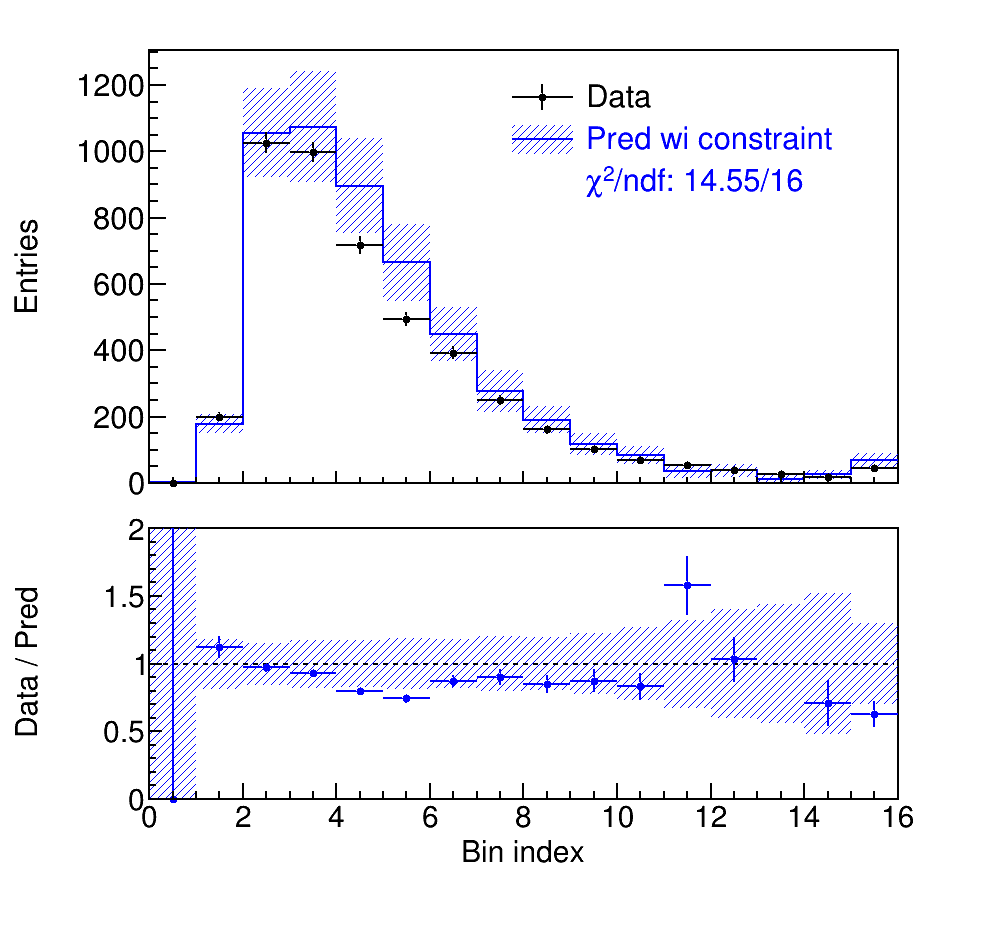 Entries
1200
1000
800
600
400
200
0
Data
Pred wi constraint
χ²/ndf: 14.55/16
Data / Pred
2
1.5
1
0.5
0
0 2 4 6 8 10 12 14 16
Bin index